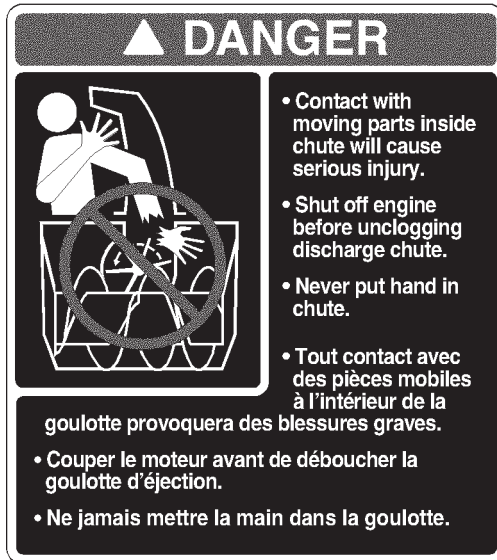 DANGER
• Contact with
moving parts inside
chute will cause
serious injury.
• Shut off engine
before unclogging
discharge chute.
• Never put hand in
chute.
• Tout contact avec
des pièces mobiles
à l'intérieur de la
goulotte provoquera des blessures graves.
• Couper le moteur avant de déboucher la
goulotte d'éjection.
• Ne jamais mettre la main dans la goulotte.